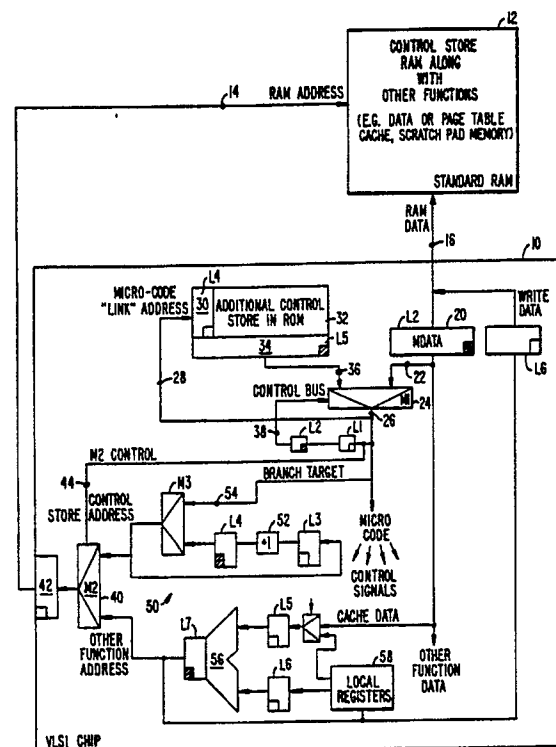 12
CONTROL STORE
RAM ALONG
WITH
OTHER FUNCTIONS
(E.G. DATA OR PAGE TABLE
CACHE, SCRATCH PAD MEMORY)
STANDARD RAM
14
RAM ADDRESS
RAM
DATA
16
10
MICRO-CODE
"LINK" ADDRESS
L4
30
ADDITIONAL CONTROL
STORE IN ROM
32
L5
34
28
36
WRITE
DATA
L2
20
MDATA
L6
22
CONTROL BUS
M1
24
26
38
L2
L1
M2 CONTROL
44
CONTROL
STORE ADDRESS
M3
54
BRANCH TARGET
L4
52
+1
L3
MICRO
CODE
CONTROL
SIGNALS
42
M2
40
50
OTHER
FUNCTION
ADDRESS
L7
56
L5
CACHE DATA
L6
58
LOCAL
REGISTERS
OTHER
FUNCTION
DATA
VLSI CHIP